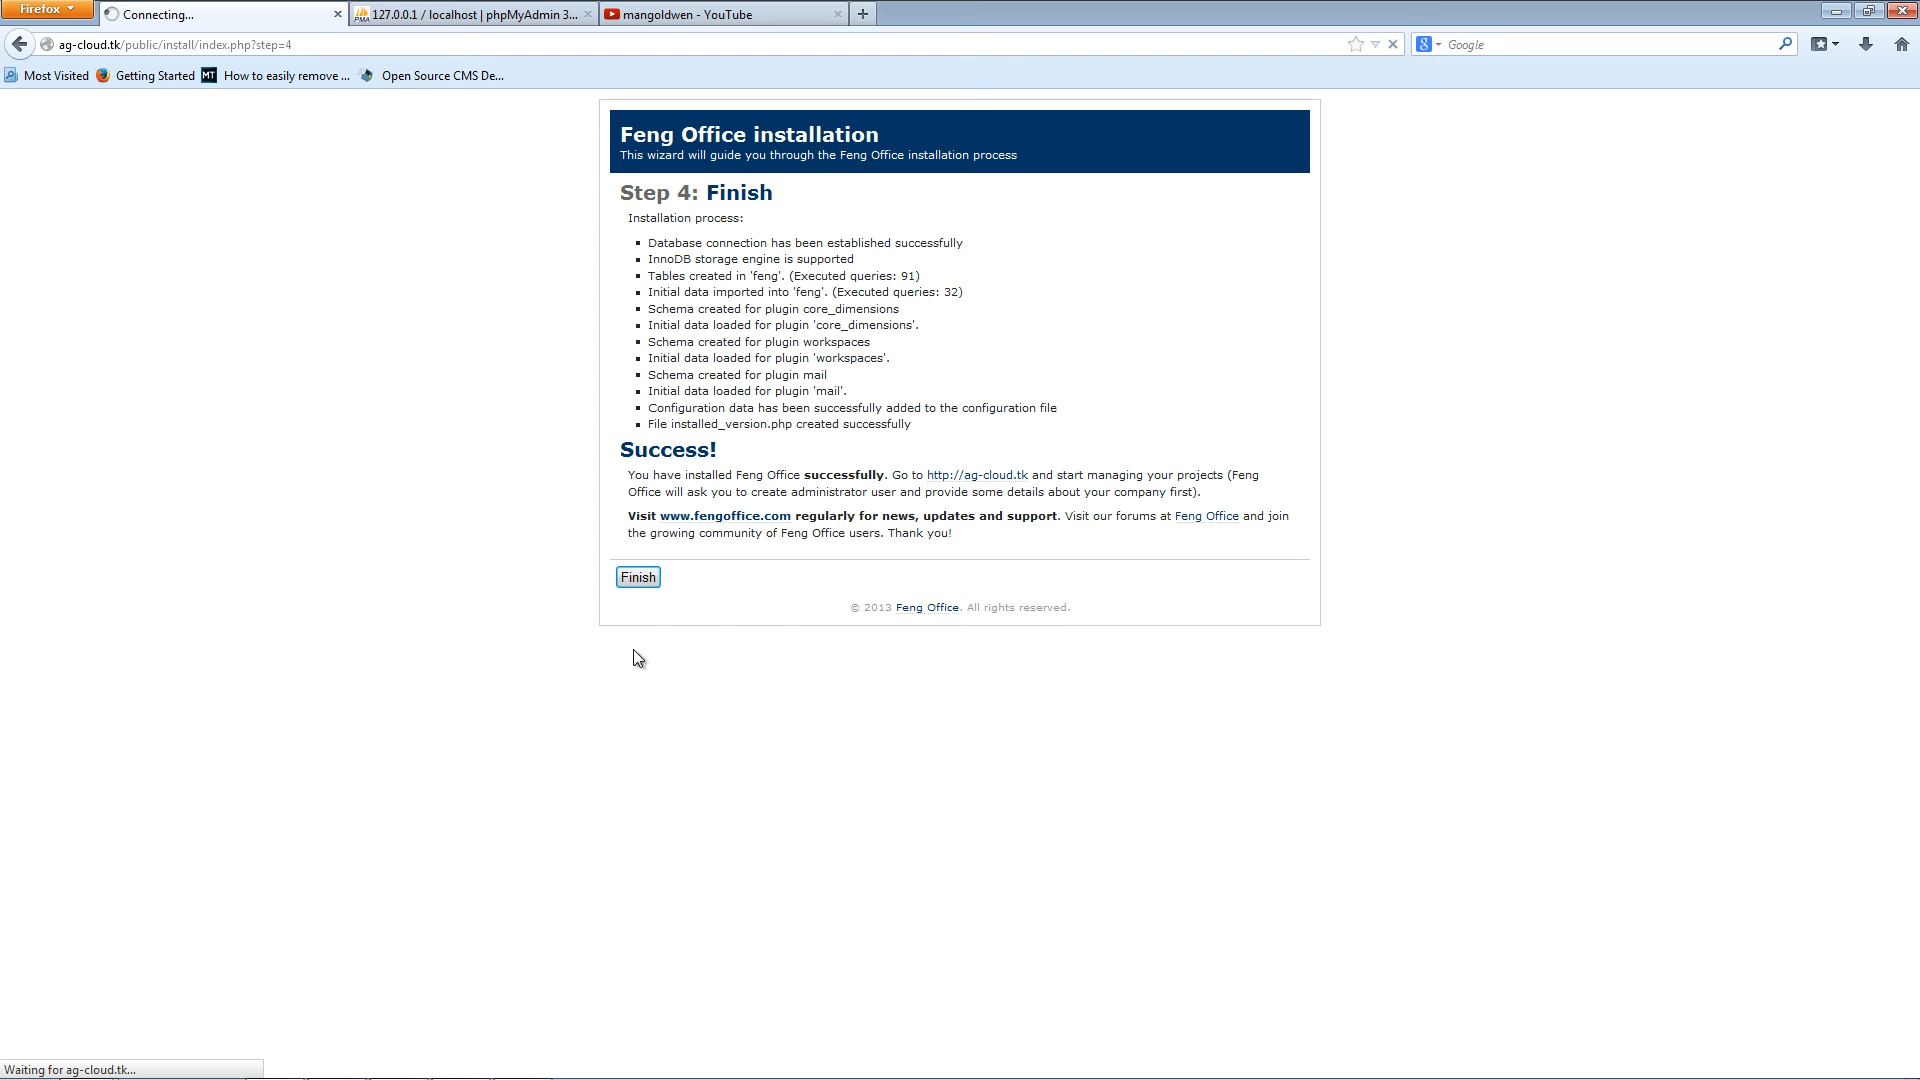 Firefox
Connecting...
127.0.0.1 / localhost | phpMyAdmin 3...
mangoldwen - YouTube
ag-cloud.tk/public/install/index.php?step=4
Google
Most Visited
Getting Started
How to easily remove ...
Open Source CMS De...
Feng Office installation
This wizard will guide you through the Feng Office installation process
Step 4: Finish
Installation process:
Database connection has been established successfully
InnoDB storage engine is supported
Tables created in 'feng'. (Executed queries: 91)
Initial data imported into 'feng'. (Executed queries: 32)
Schema created for plugin core_dimensions
Initial data loaded for plugin 'core_dimensions'.
Schema created for plugin workspaces
Initial data loaded for plugin 'workspaces'.
Schema created for plugin mail
Initial data loaded for plugin 'mail'.
Configuration data has been successfully added to the configuration file
File installed_version.php created successfully
Success!
You have installed Feng Office successfully. Go to http://ag-cloud.tk and start managing your projects (Feng
Office will ask you to create administrator user and provide some details about your company first).
Visit www.fengoffice.com regularly for news, updates and support. Visit our forums at Feng Office and join
the growing community of Feng Office users. Thank you!
Finish
© 2013 Feng Office. All rights reserved.
Waiting for ag-cloud.tk...